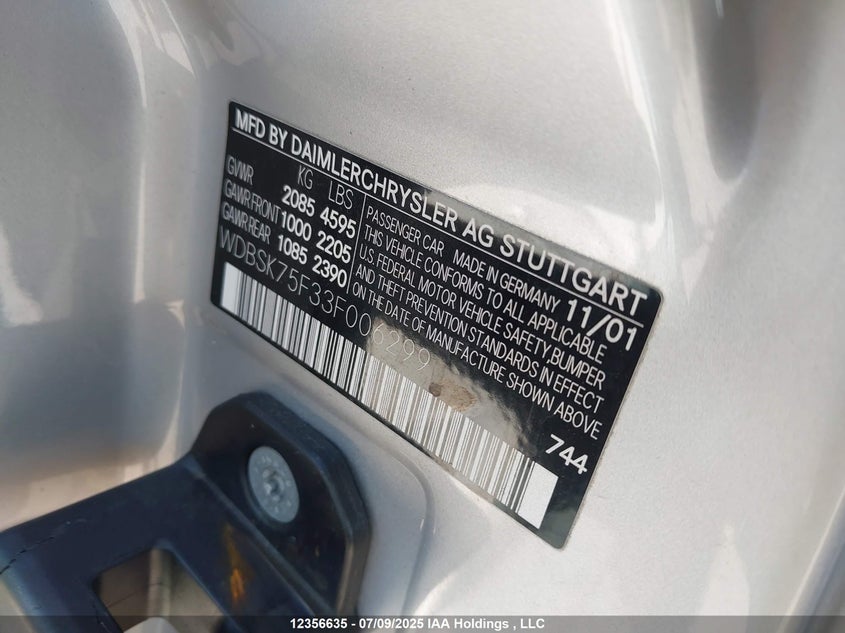 MFD BY DAIMLERCHRYSLER AG STUTTGART
KG LBS
GVWR 2085 4595
GAWR FRONT 1000 2205
GAWR REAR 1085 2390
PASSENGER CAR MADE IN GERMANY 11/01
THIS VEHICLE CONFORMS TO ALL APPLICABLE
U.S. FEDERAL MOTOR VEHICLE SAFETY, BUMPER
AND THEFT PREVENTION STANDARDS IN EFFECT
ON THE DATE OF MANUFACTURE SHOWN ABOVE
WDBSK75F33F006299
744
12356635 - 07/09/2025 IAA Holdings , LLC